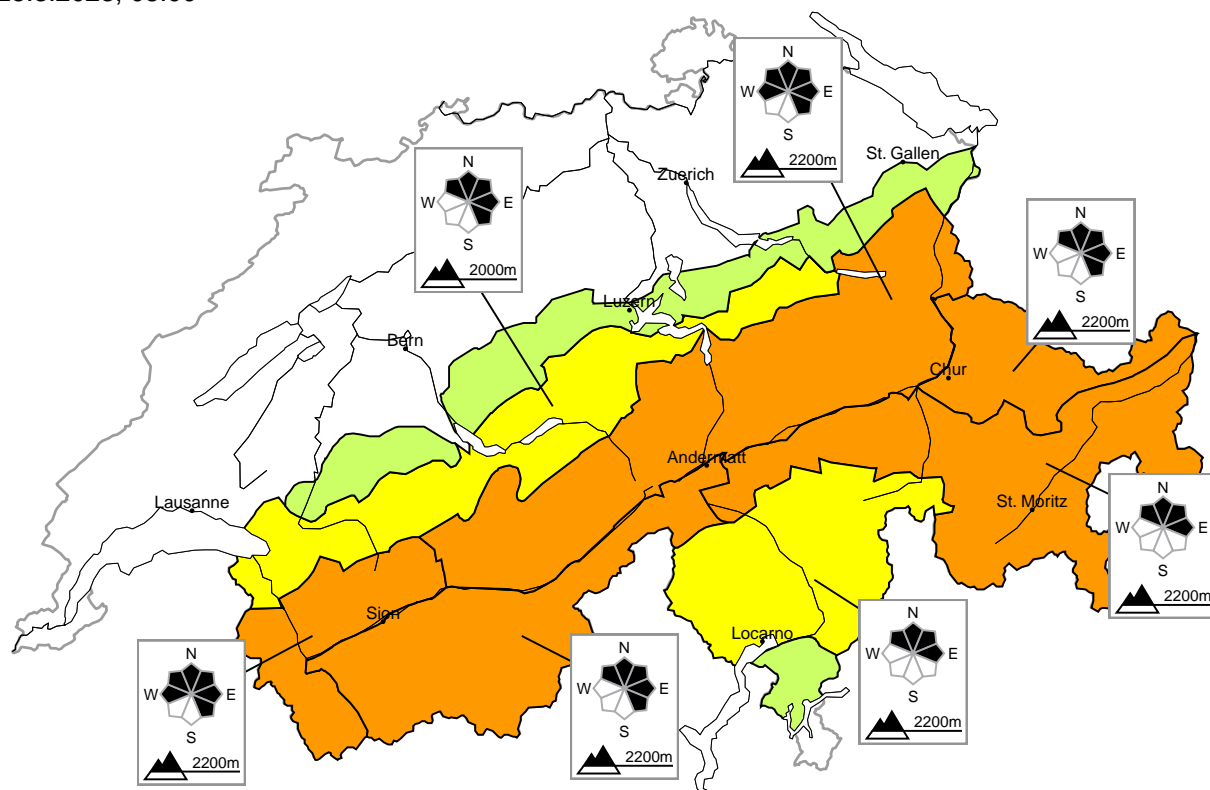 N
W E
S
2200m
St. Gallen
N
W E
S
2000m
Zuerich
N
W E
S
2200m
Luzern
Bern
Chur
Andermatt
Lausanne
St. Moritz
N
W E
S
2200m
Sion
Locarno
N
W E
S
2200m
N
W E
S
2200m
N
W E
S
2200m